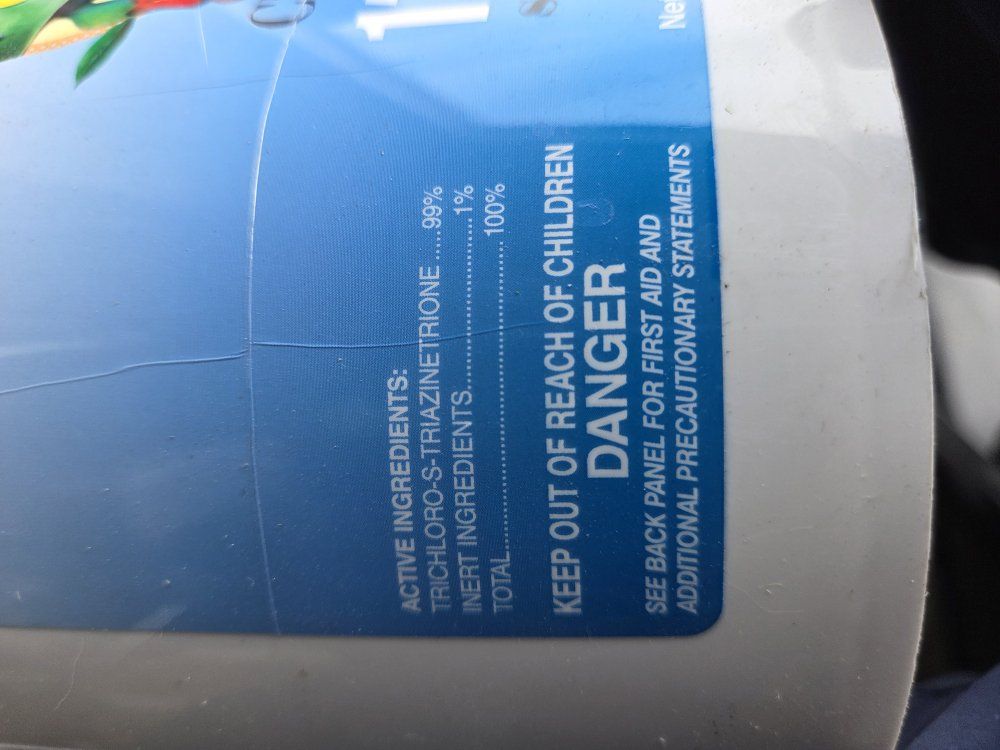 ACTIVE INGREDIENTS:
TRICHLORO-S-TRIAZINETRIONE ......99%
INERT INGREDIENTS........................1%
TOTAL................................................. 100%
KEEP OUT OF REACH OF CHILDREN
DANGER
SEE BACK PANEL FOR FIRST AID AND
ADDITIONAL PRECAUTIONARY STATEMENTS